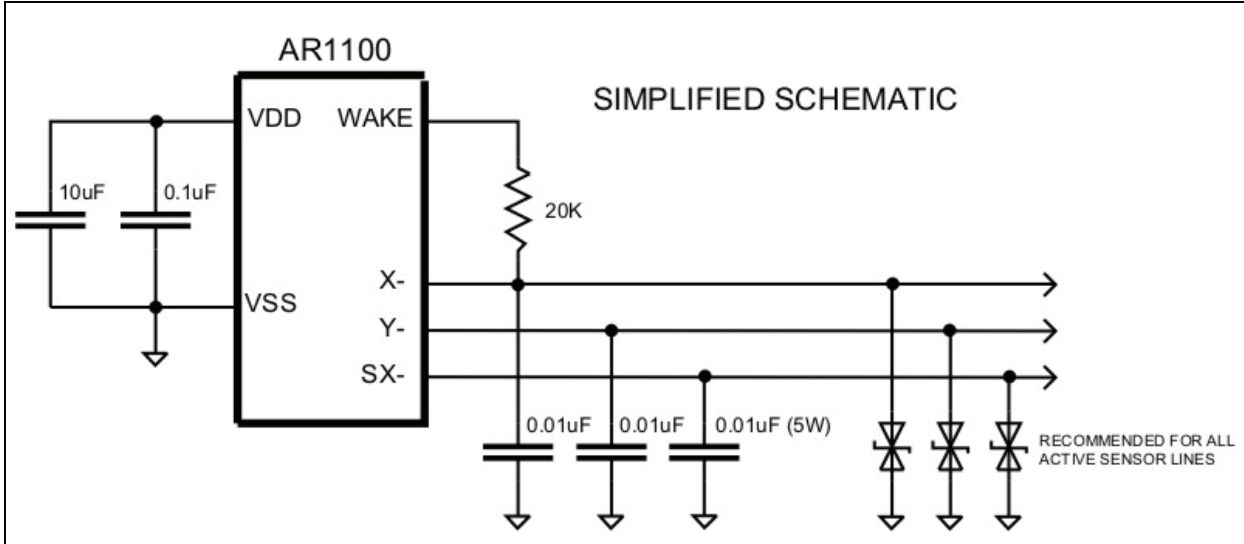 AR1100
SIMPLIFIED SCHEMATIC
VDD
WAKE
10uF
0.1uF
20K
X-
VSS
Y-
SX-
0.01uF
0.01uF
0.01uF (5W)
RECOMMENDED FOR ALL
ACTIVE SENSOR LINES